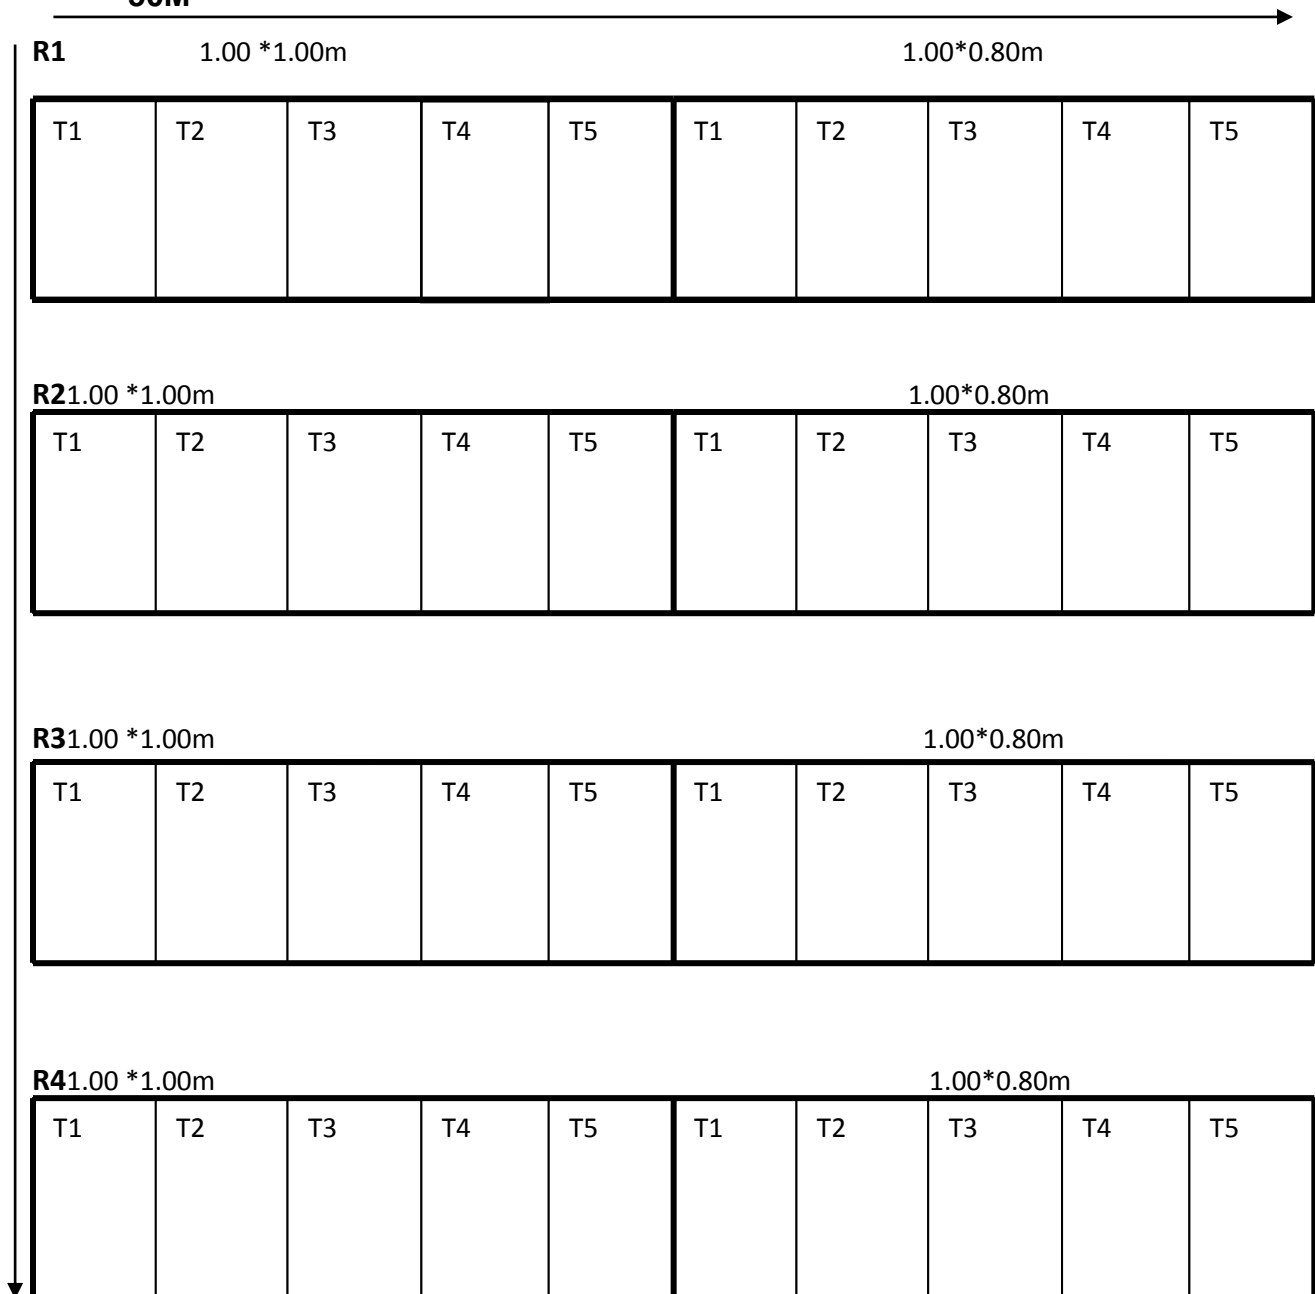 R1 1.00 *1.00m 1.00*0.80m
T1 T2 T3 T4 T5 T1 T2 T3 T4 T5
R21.00 *1.00m 1.00*0.80m
T1 T2 T3 T4 T5 T1 T2 T3 T4 T5
R31.00 *1.00m 1.00*0.80m
T1 T2 T3 T4 T5 T1 T2 T3 T4 T5
R41.00 *1.00m 1.00*0.80m
T1 T2 T3 T4 T5 T1 T2 T3 T4 T5